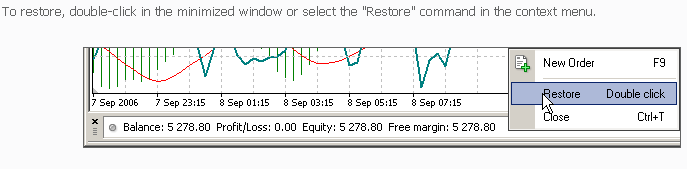 To restore, double-click in the minimized window or select the "Restore" command in the context menu.
New Order F9
Restore Double click
Close Ctrl+T
7 Sep 2006 7 Sep 23:15 8 Sep 01:15 8 Sep 03:15 8 Sep 05:15 8 Sep 07:15
Balance: 5 278.80 Profit/Loss: 0.00 Equity: 5 278.80 Free margin: 5 278.80